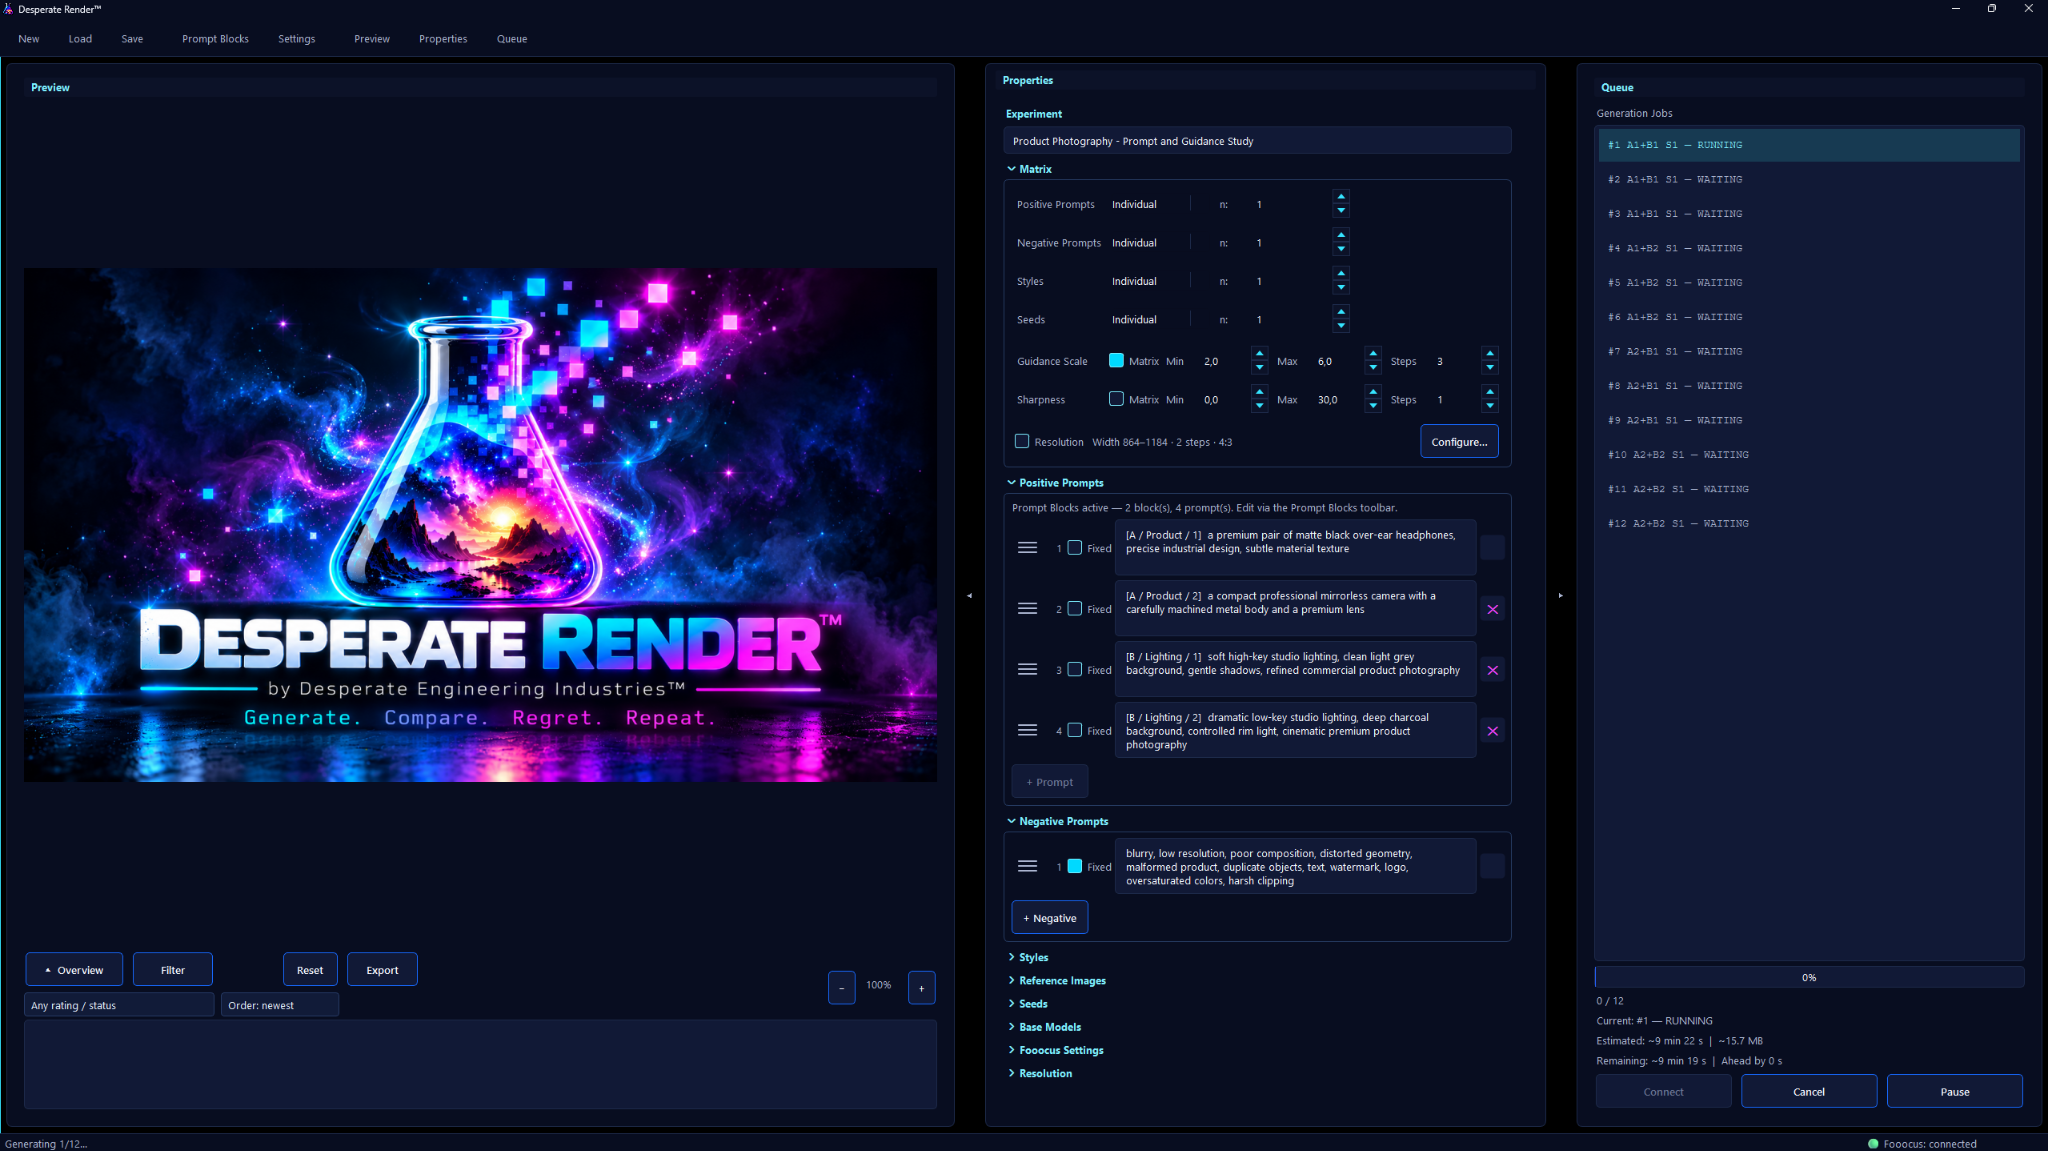 Desperate Render™
New Load Save Prompt Blocks Settings Preview Properties Queue
Preview
DESPERATE RENDER™
by Desperate Engineering Industries™
Generate. Compare. Regret. Repeat.
Overview Filter Reset Export
Any rating / status Order: newest
- 100% +
Properties
Experiment
Product Photography - Prompt and Guidance Study
Matrix
Positive Prompts Individual n: 1
Negative Prompts Individual n: 1
Styles Individual n: 1
Seeds Individual n: 1
Guidance Scale Matrix Min 2,0 Max 6,0 Steps 3
Sharpness Matrix Min 0,0 Max 30,0 Steps 1
Resolution Width 864–1184 · 2 steps · 4:3 Configure...
Positive Prompts
Prompt Blocks active — 2 block(s), 4 prompt(s). Edit via the Prompt Blocks toolbar.
1 Fixed [A / Product / 1] a premium pair of matte black over-ear headphones,
precise industrial design, subtle material texture
2 Fixed [A / Product / 2] a compact professional mirrorless camera with a
carefully machined metal body and a premium lens
3 Fixed [B / Lighting / 1] soft high-key studio lighting, clean light grey
background, gentle shadows, refined commercial product photography
4 Fixed [B / Lighting / 2] dramatic low-key studio lighting, deep charcoal
background, controlled rim light, cinematic premium product
photography
+ Prompt
Negative Prompts
1 Fixed blurry, low resolution, poor composition, distorted geometry,
malformed product, duplicate objects, text, watermark, logo,
oversaturated colors, harsh clipping
+ Negative
Styles
Reference Images
Seeds
Base Models
Fooocus Settings
Resolution
Queue
Generation Jobs
#1 A1+B1 S1 — RUNNING
#2 A1+B1 S1 — WAITING
#3 A1+B1 S1 — WAITING
#4 A1+B2 S1 — WAITING
#5 A1+B2 S1 — WAITING
#6 A1+B2 S1 — WAITING
#7 A2+B1 S1 — WAITING
#8 A2+B1 S1 — WAITING
#9 A2+B1 S1 — WAITING
#10 A2+B2 S1 — WAITING
#11 A2+B2 S1 — WAITING
#12 A2+B2 S1 — WAITING
0%
0 / 12
Current: #1 — RUNNING
Estimated: ~9 min 22 s | ~15.7 MB
Remaining: ~9 min 19 s | Ahead by 0 s
Connect Cancel Pause
Generating 1/12...
Fooocus: connected